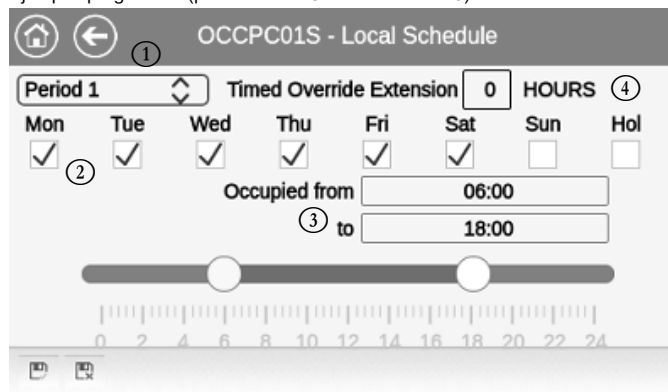 OCCPC01S - Local Schedule
1
Period 1 Timed Override Extension 0 HOURS 4
Mon Tue Wed Thu Fri Sat Sun Hol
2
Occupied from 06:00
3 to 18:00
0 2 4 6 8 10 12 14 16 18 20 22 24